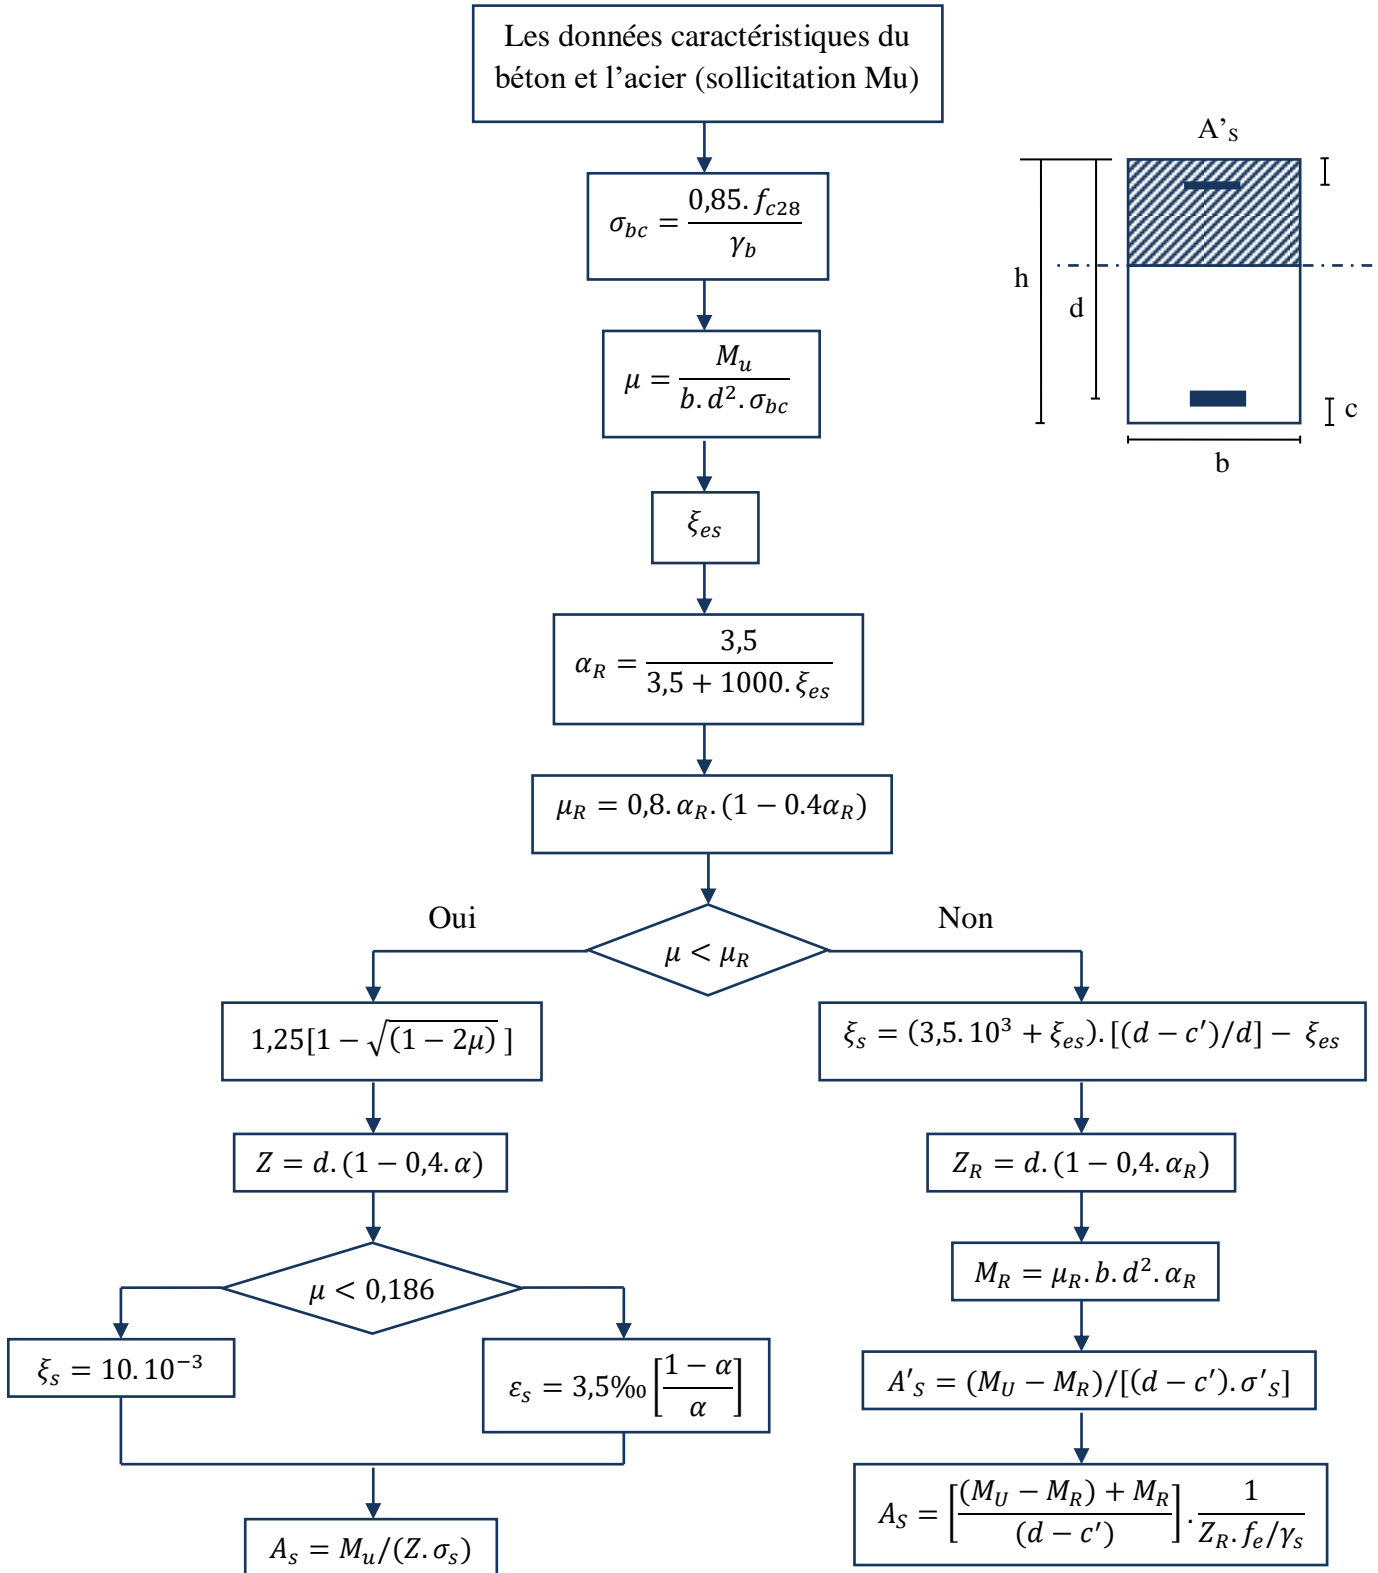 Les données caractéristiques du
béton et l’acier (sollicitation Mu)
A’s
h
d
c
b
σ_bc = 0,85. f_c28 / γ_b
μ = M_u / b. d². σ_bc
ξ_es
α_R = 3,5 / 3,5 + 1000. ξ_es
μ_R = 0,8. α_R. (1 − 0.4α_R)
Oui
Non
μ < μ_R
1,25[1 − √(1 − 2μ) ]
Z = d. (1 − 0,4. α)
μ < 0,186
ξ_s = 10. 10⁻³
ε_s = 3,5‰ [1 − α / α]
A_s = M_u/(Z. σ_s)
ξ_s = (3,5. 10³ + ξ_es). [(d − c′)/d] − ξ_es
Z_R = d. (1 − 0,4. α_R)
M_R = μ_R. b. d². α_R
A′_S = (M_U − M_R)/[(d − c′). σ′_S]
A_S = [(M_U − M_R) + M_R / (d − c′)] . 1 / Z_R. f_e/γ_s